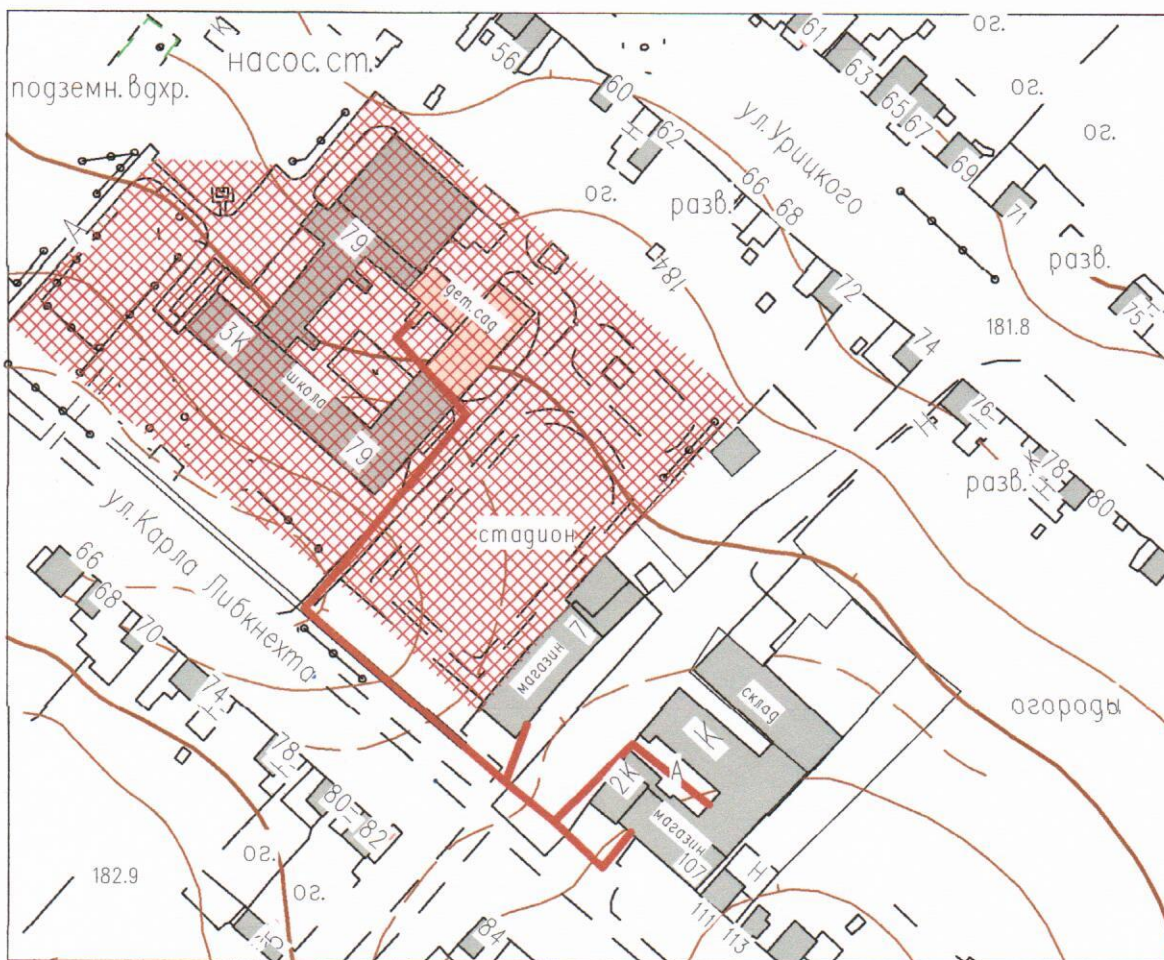 К
насос. ст.
подземн. вдхр.
56
60
62
ул. Урицкого
61
63
65
67
69
71
75
ог.
ог.
ог.
ог.
66
68
разв.
разв.
72
74
181.8
184
76
78
80
разв.
А
79
дет. сад
3К
школа
79
стадион
ул. Карла Либкнехта
66
68
70
74
78
80
82
84
магазин
7
склад
К
А
2К
магазин
107
111
113
Н
огороды
182.9
ог.
ог.